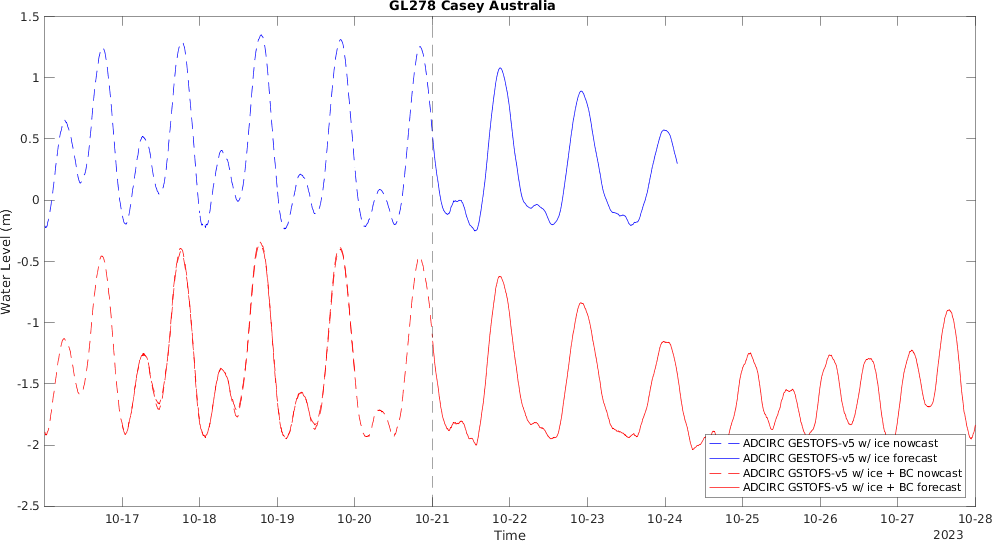 GL278 Casey Australia
1.5
1
0.5
0
-0.5
-1
-1.5
-2
-2.5
Water Level (m)
10-17 10-18 10-19 10-20 10-21 10-22 10-23 10-24 10-25 10-26 10-27 10-28
Time
2023
ADCIRC GESTOFS-v5 w/ ice nowcast
ADCIRC GESTOFS-v5 w/ ice forecast
ADCIRC GSTOFS-v5 w/ ice + BC nowcast
ADCIRC GSTOFS-v5 w/ ice + BC forecast